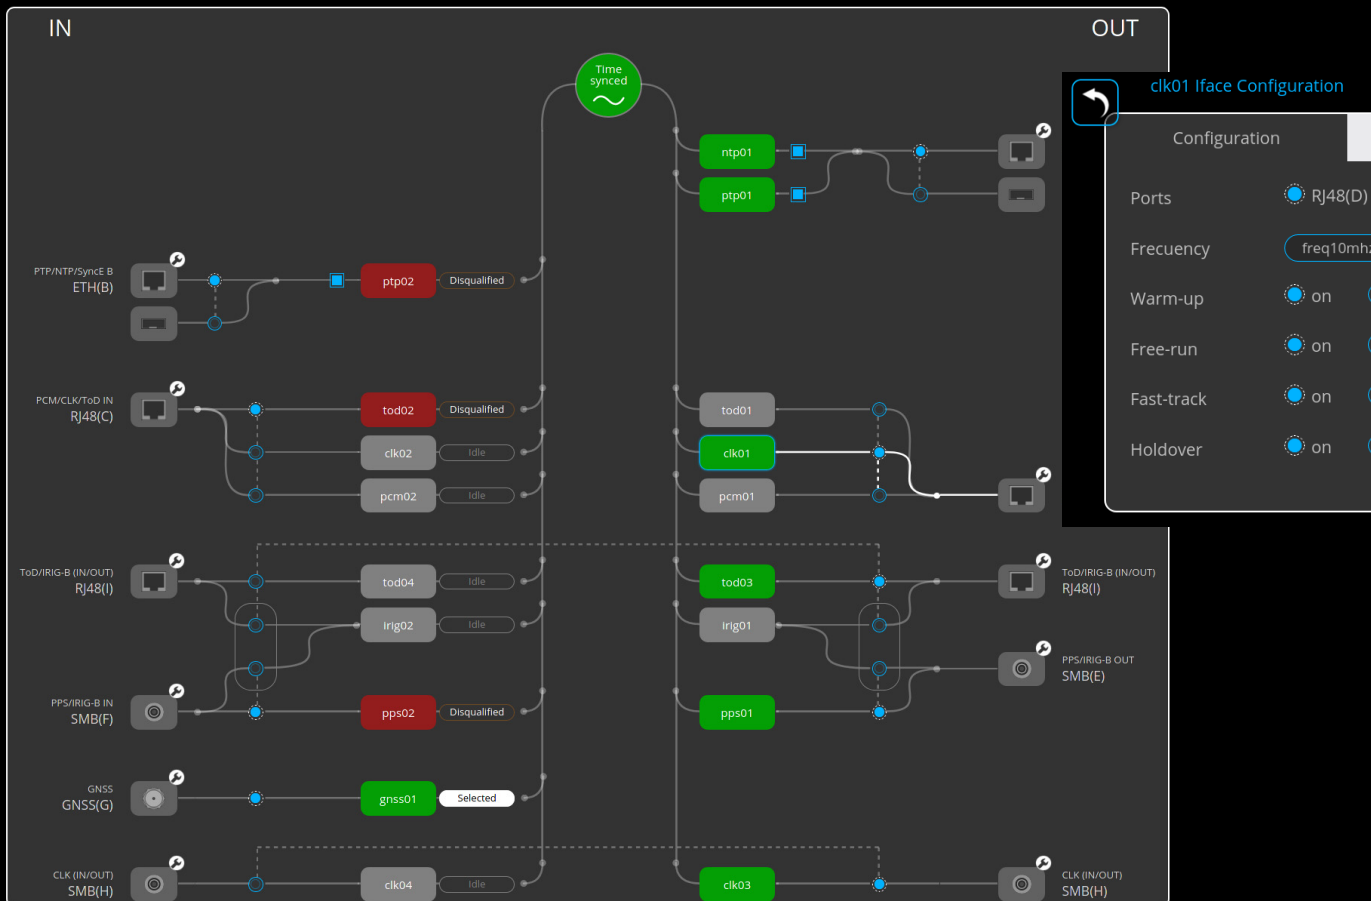 IN
OUT
Time
synced
clk01 Iface Configuration
Configuration
Ports
RJ48(D)
Frecuency
freq10mhz
Warm-up
on
Free-run
on
Fast-track
on
Holdover
on
ntp01
ptp01
PTP/NTP/SyncE B
ETH(B)
ptp02
Disqualified
PCM/CLK/ToD IN
RJ48(C)
tod02
Disqualified
clk02
Idle
pcm02
Idle
tod01
clk01
pcm01
ToD/IRIG-B (IN/OUT)
RJ48(I)
tod04
Idle
irig02
Idle
tod03
irig01
ToD/IRIG-B (IN/OUT)
RJ48(I)
PPS/IRIG-B OUT
SMB(E)
PPS/IRIG-B IN
SMB(F)
pps02
Disqualified
pps01
GNSS
GNSS(G)
gnss01
Selected
CLK (IN/OUT)
SMB(H)
clk04
Idle
clk03
CLK (IN/OUT)
SMB(H)